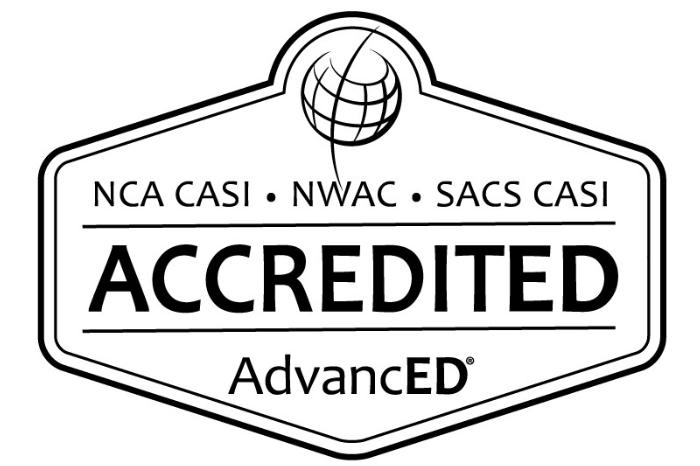 NCA CASI • NWAC • SACS CASI
ACCREDITED
AdvancED®